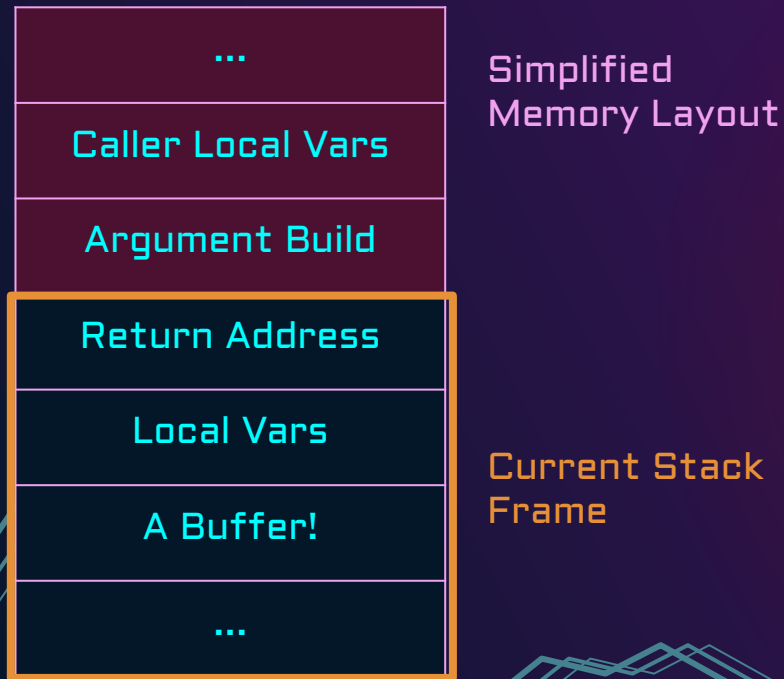 ...
Simplified
Memory Layout
Caller Local Vars
Argument Build
Return Address
Local Vars
Current Stack
Frame
A Buffer!
...